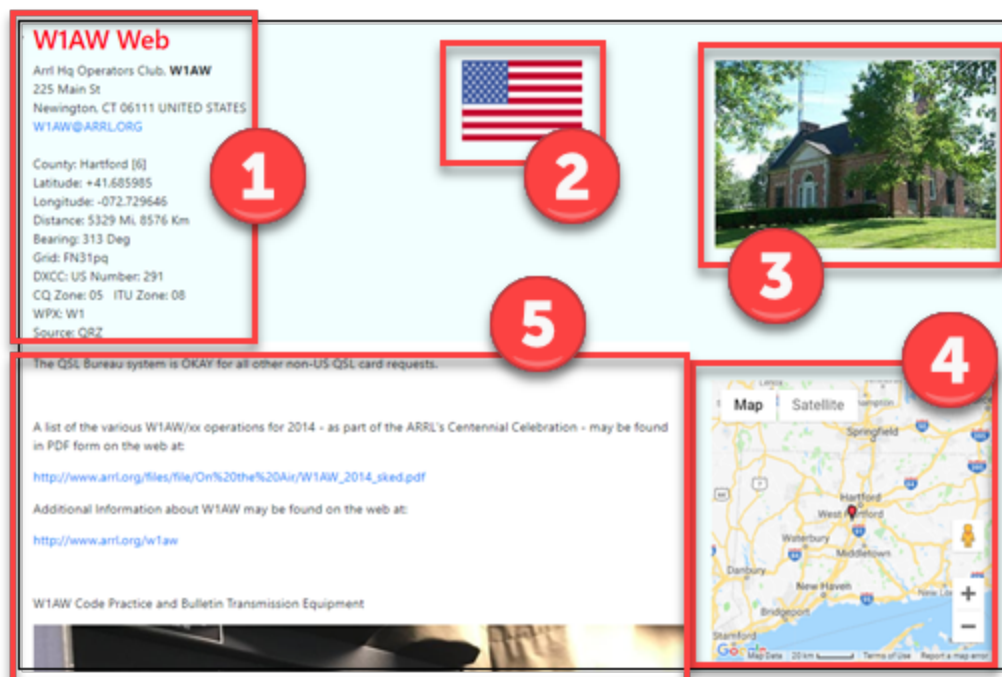 W1AW Web
Arrl Hq Operators Club, W1AW
225 Main St
Newington, CT 06111 UNITED STATES
W1AW@ARRL.ORG
County: Hartford [6]
Latitude: +41.685985
Longitude: -072.729646
Distance: 5329 Mi, 8576 Km
Bearing: 313 Deg
Grid: FN31pq
DXCC: US Number: 291
CQ Zone: 05 ITU Zone: 08
WPX: W1
Source: QRZ
1
2
3
5
The QSL Bureau system is OKAY for all other non-US QSL card requests.
A list of the various W1AW/xx operations for 2014 - as part of the ARRL's Centennial Celebration - may be found
in PDF form on the web at:
http://www.arrl.org/files/file/On%20the%20Air/W1AW_2014_sked.pdf
Additional Information about W1AW may be found on the web at:
http://www.arrl.org/w1aw
W1AW Code Practice and Bulletin Transmission Equipment
4
Map Satellite
Springfield
Hartford
West Hartford
Waterbury
Middletown
Danbury
New Haven
Bridgeport
Stamford
Map Data 20 km Terms of Use Report a map error